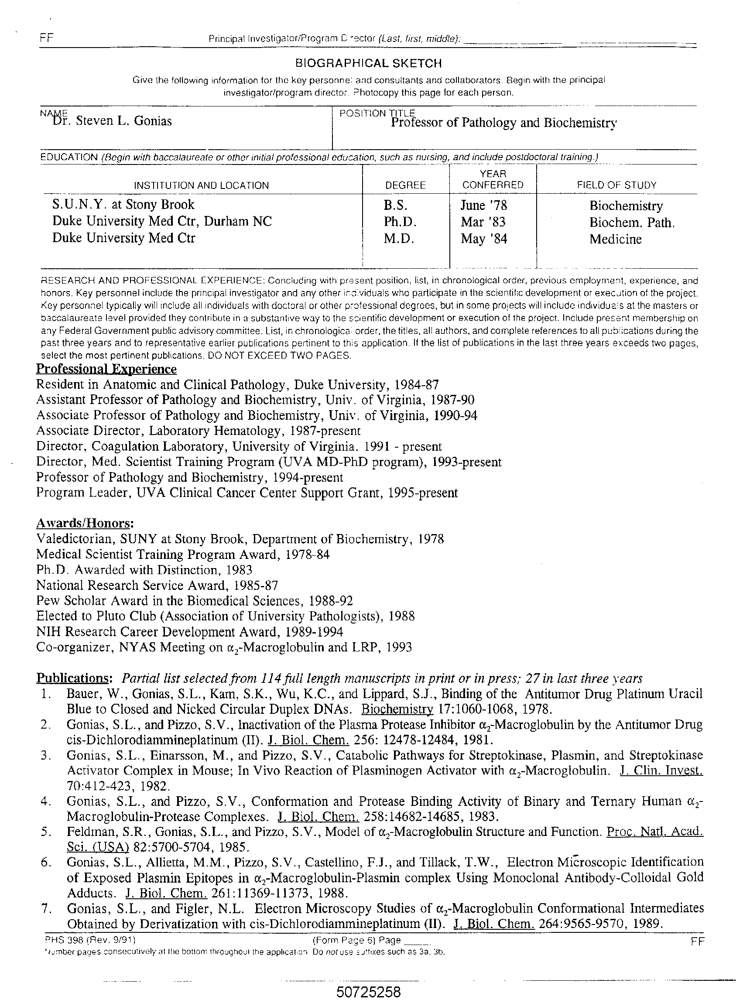 FF Principal Investigator/Program Director (Last, first, middle):
BIOGRAPHICAL SKETCH
Give the following information for the key personnel and consultants and collaborators. Begin with the principal
investigator/program director. Photocopy this page for each person.
NAME
Dr. Steven L. Gonias
POSITION TITLE
Professor of Pathology and Biochemistry
EDUCATION (Begin with baccalaureate or other initial professional education, such as nursing, and include postdoctoral training.)
INSTITUTION AND LOCATION DEGREE YEAR CONFERRED FIELD OF STUDY
S.U.N.Y. at Stony Brook B.S. June '78 Biochemistry
Duke University Med Ctr, Durham NC Ph.D. Mar '83 Biochem. Path.
Duke University Med Ctr M.D. May '84 Medicine
RESEARCH AND PROFESSIONAL EXPERIENCE: Concluding with present position, list, in chronological order, previous employment, experience, and
honors. Key personnel include the principal investigator and any other individuals who participate in the scientific development or execution of the project.
Key personnel typically will include all individuals with doctoral or other professional degrees, but in some projects will include individuals at the masters or
baccalaureate level provided they contribute in a substantive way to the scientific development or execution of the project. Include present membership on
any Federal Government public advisory committee. List, in chronological order, the titles, all authors, and complete references to all publications during the
past three years and to representative earlier publications pertinent to this application. If the list of publications in the last three years exceeds two pages,
select the most pertinent publications. DO NOT EXCEED TWO PAGES.
Professional Experience
Resident in Anatomic and Clinical Pathology, Duke University, 1984-87
Assistant Professor of Pathology and Biochemistry, Univ. of Virginia, 1987-90
Associate Professor of Pathology and Biochemistry, Univ. of Virginia, 1990-94
Associate Director, Laboratory Hematology, 1987-present
Director, Coagulation Laboratory, University of Virginia. 1991 - present
Director, Med. Scientist Training Program (UVA MD-PhD program), 1993-present
Professor of Pathology and Biochemistry, 1994-present
Program Leader, UVA Clinical Cancer Center Support Grant, 1995-present
Awards/Honors:
Valedictorian, SUNY at Stony Brook, Department of Biochemistry, 1978
Medical Scientist Training Program Award, 1978-84
Ph.D. Awarded with Distinction, 1983
National Research Service Award, 1985-87
Pew Scholar Award in the Biomedical Sciences, 1988-92
Elected to Pluto Club (Association of University Pathologists), 1988
NIH Research Career Development Award, 1989-1994
Co-organizer, NYAS Meeting on α₂-Macroglobulin and LRP, 1993
Publications: Partial list selected from 114 full length manuscripts in print or in press; 27 in last three years
1. Bauer, W., Gonias, S.L., Kam, S.K., Wu, K.C., and Lippard, S.J., Binding of the Antitumor Drug Platinum Uracil
Blue to Closed and Nicked Circular Duplex DNAs. Biochemistry 17:1060-1068, 1978.
2. Gonias, S.L., and Pizzo, S.V., Inactivation of the Plasma Protease Inhibitor α₂-Macroglobulin by the Antitumor Drug
cis-Dichlorodiammineplatinum (II). J. Biol. Chem. 256: 12478-12484, 1981.
3. Gonias, S.L., Einarsson, M., and Pizzo, S.V., Catabolic Pathways for Streptokinase, Plasmin, and Streptokinase
Activator Complex in Mouse; In Vivo Reaction of Plasminogen Activator with α₂-Macroglobulin. J. Clin. Invest.
70:412-423, 1982.
4. Gonias, S.L., and Pizzo, S.V., Conformation and Protease Binding Activity of Binary and Ternary Human α₂-
Macroglobulin-Protease Complexes. J. Biol. Chem. 258:14682-14685, 1983.
5. Feldman, S.R., Gonias, S.L., and Pizzo, S.V., Model of α₂-Macroglobulin Structure and Function. Proc. Natl. Acad.
Sci. (USA) 82:5700-5704, 1985.
6. Gonias, S.L., Allietta, M.M., Pizzo, S.V., Castellino, F.J., and Tillack, T.W., Electron Microscopic Identification
of Exposed Plasmin Epitopes in α₂-Macroglobulin-Plasmin complex Using Monoclonal Antibody-Colloidal Gold
Adducts. J. Biol. Chem. 261:11369-11373, 1988.
7. Gonias, S.L., and Figler, N.L. Electron Microscopy Studies of α₂-Macroglobulin Conformational Intermediates
Obtained by Derivatization with cis-Dichlorodiammineplatinum (II). J. Biol. Chem. 264:9565-9570, 1989.
PHS 398 (Rev. 9/91) (Form Page 6) Page FF
*Number pages consecutively at the bottom throughout the application. Do not use suffixes such as 3a, 3b.
50725258